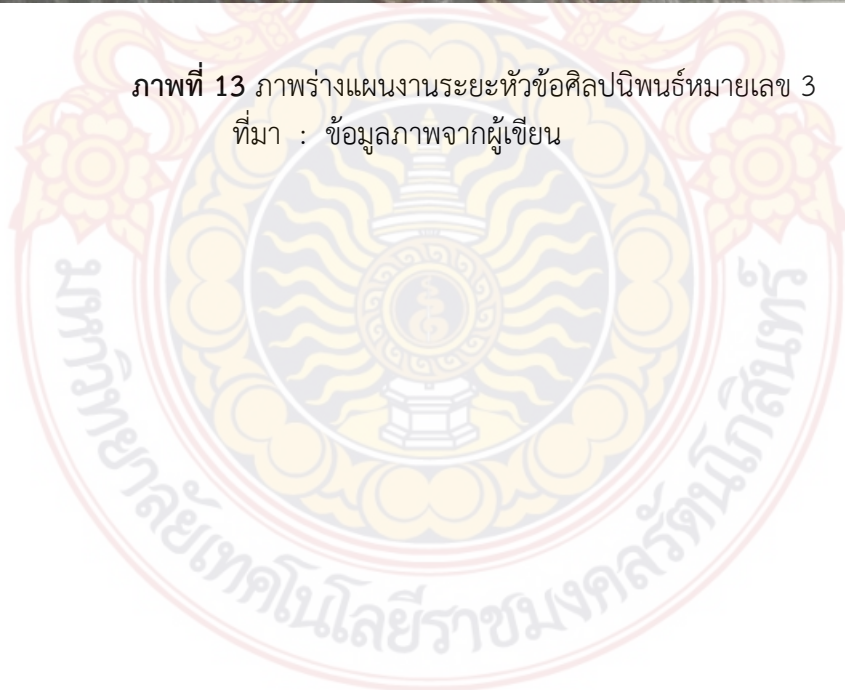 ภาพที่ 13 ภาพร่างแผนงานระยะหัวข้อศิลปนิพนธ์หมายเลข 3
ที่มา : ข้อมูลภาพจากผู้เขียน
มหาวิทยาลัยเทคโนโลยีราชมงคลรัตนโกสินทร์